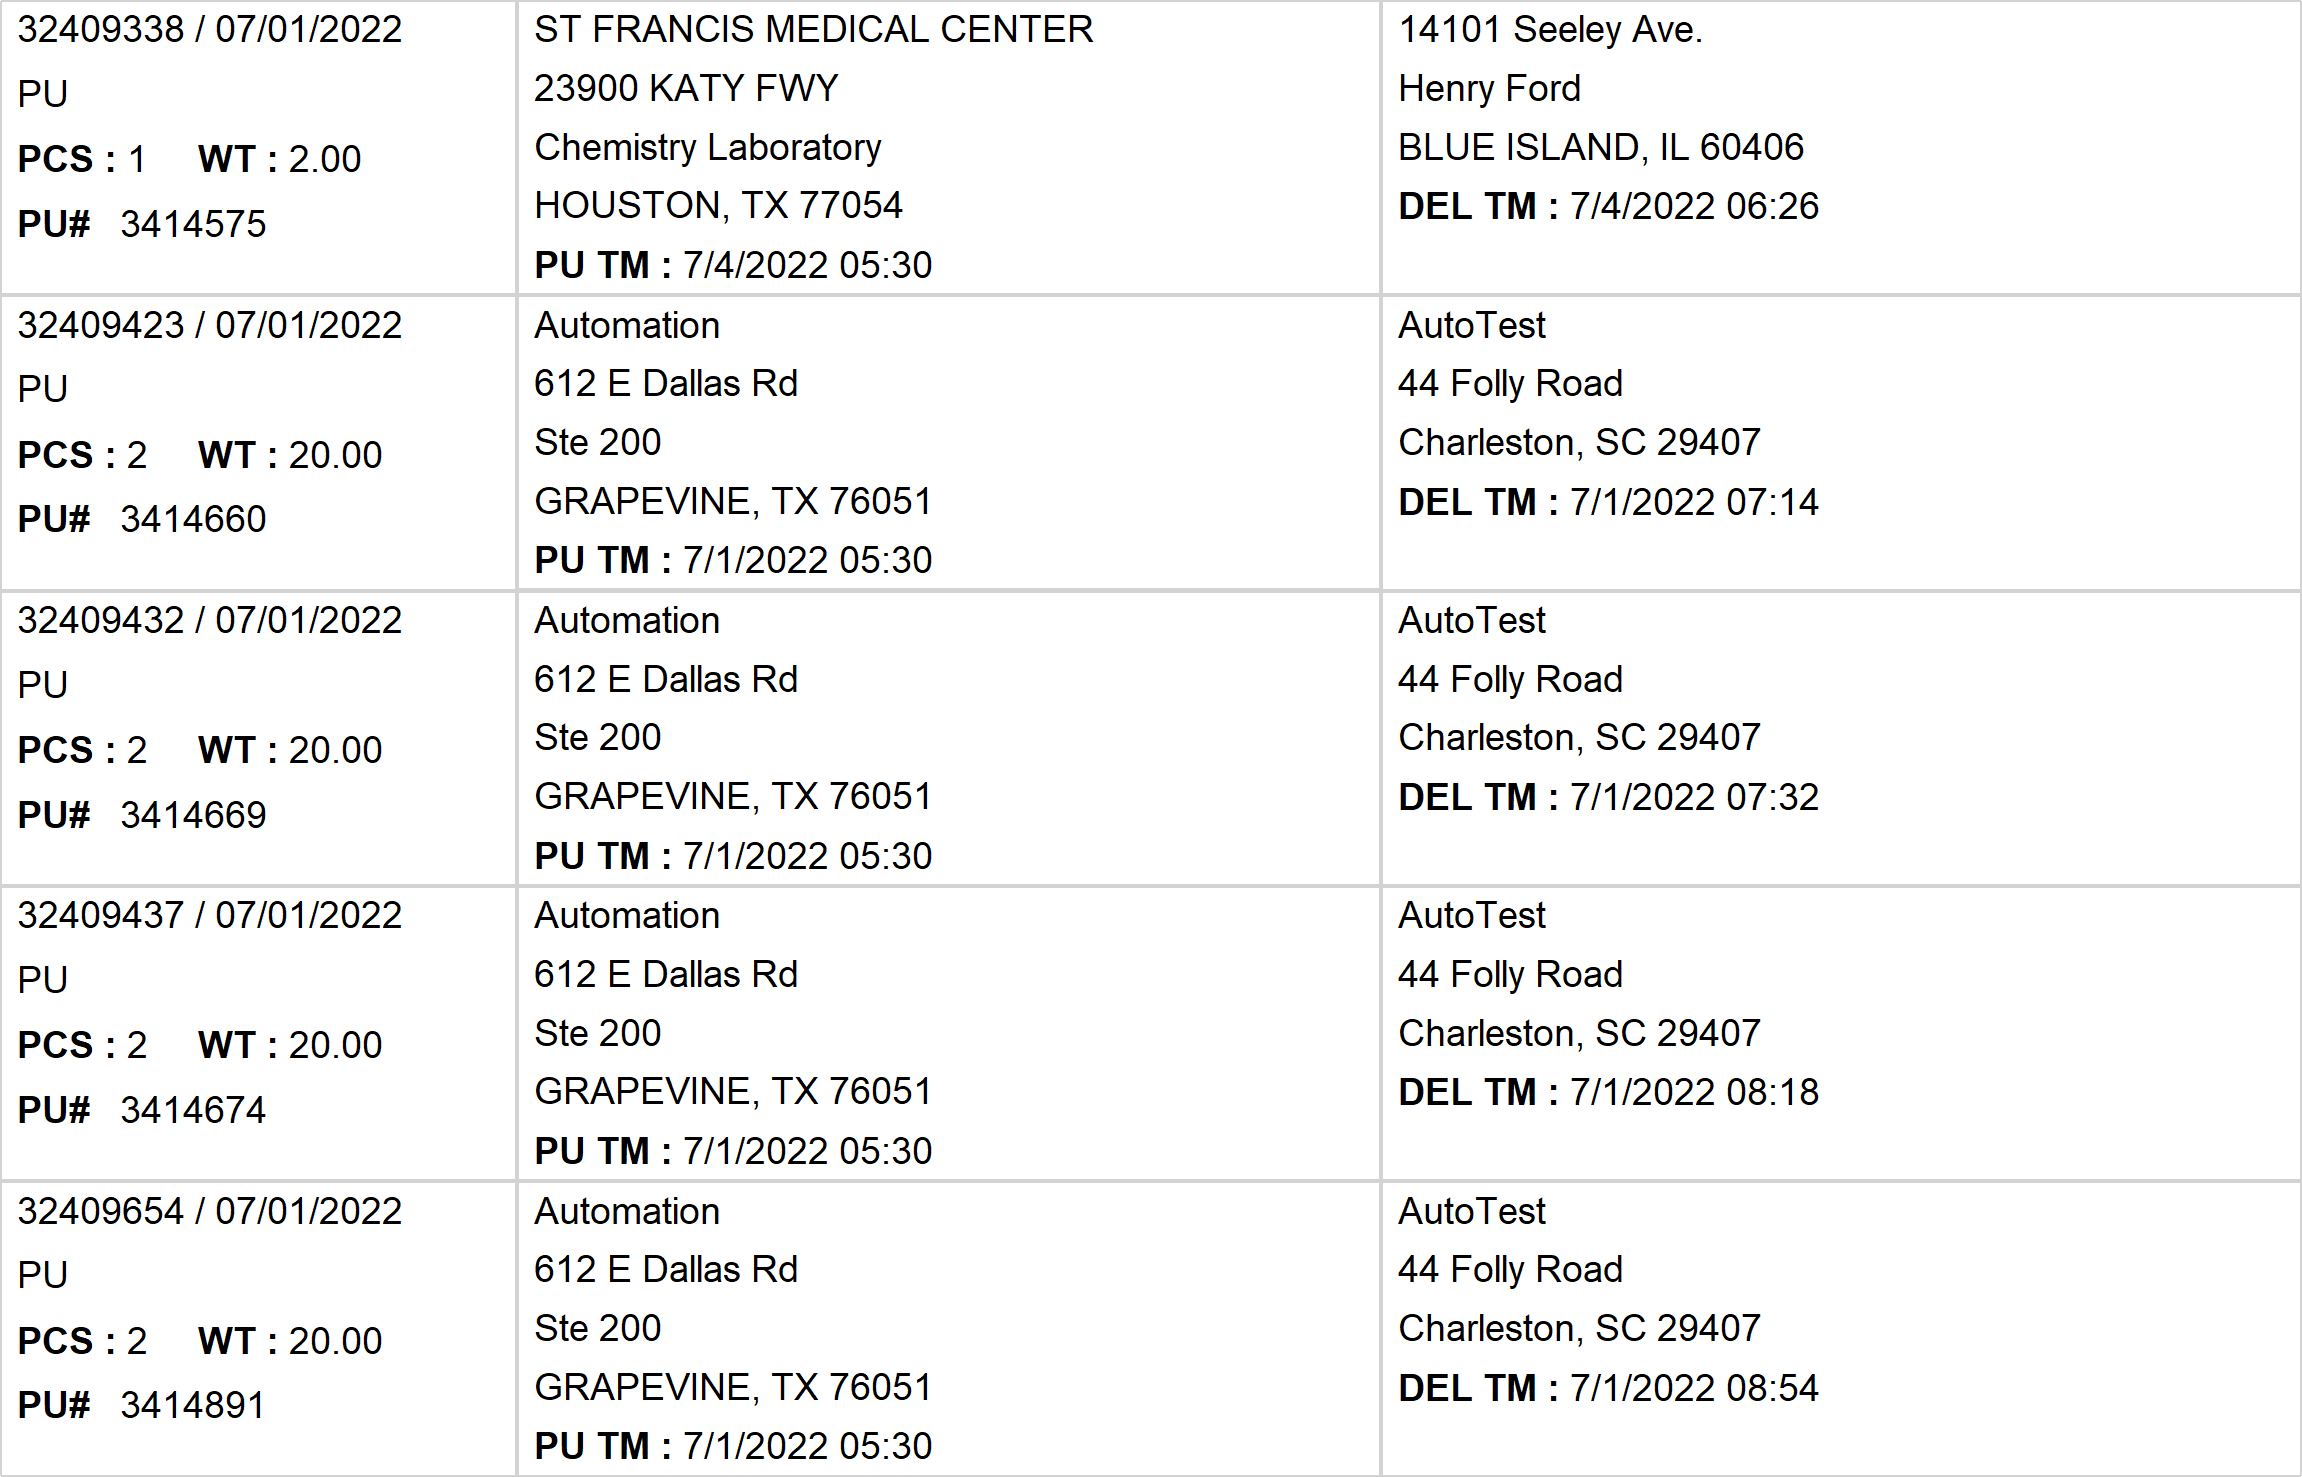 32409338 / 07/01/2022
PU
PCS : 1 WT : 2.00
PU# 3414575
ST FRANCIS MEDICAL CENTER
23900 KATY FWY
Chemistry Laboratory
HOUSTON, TX 77054
PU TM : 7/4/2022 05:30
14101 Seeley Ave.
Henry Ford
BLUE ISLAND, IL 60406
DEL TM : 7/4/2022 06:26
32409423 / 07/01/2022
PU
PCS : 2 WT : 20.00
PU# 3414660
Automation
612 E Dallas Rd
Ste 200
GRAPEVINE, TX 76051
PU TM : 7/1/2022 05:30
AutoTest
44 Folly Road
Charleston, SC 29407
DEL TM : 7/1/2022 07:14
32409432 / 07/01/2022
PU
PCS : 2 WT : 20.00
PU# 3414669
Automation
612 E Dallas Rd
Ste 200
GRAPEVINE, TX 76051
PU TM : 7/1/2022 05:30
AutoTest
44 Folly Road
Charleston, SC 29407
DEL TM : 7/1/2022 07:32
32409437 / 07/01/2022
PU
PCS : 2 WT : 20.00
PU# 3414674
Automation
612 E Dallas Rd
Ste 200
GRAPEVINE, TX 76051
PU TM : 7/1/2022 05:30
AutoTest
44 Folly Road
Charleston, SC 29407
DEL TM : 7/1/2022 08:18
32409654 / 07/01/2022
PU
PCS : 2 WT : 20.00
PU# 3414891
Automation
612 E Dallas Rd
Ste 200
GRAPEVINE, TX 76051
PU TM : 7/1/2022 05:30
AutoTest
44 Folly Road
Charleston, SC 29407
DEL TM : 7/1/2022 08:54